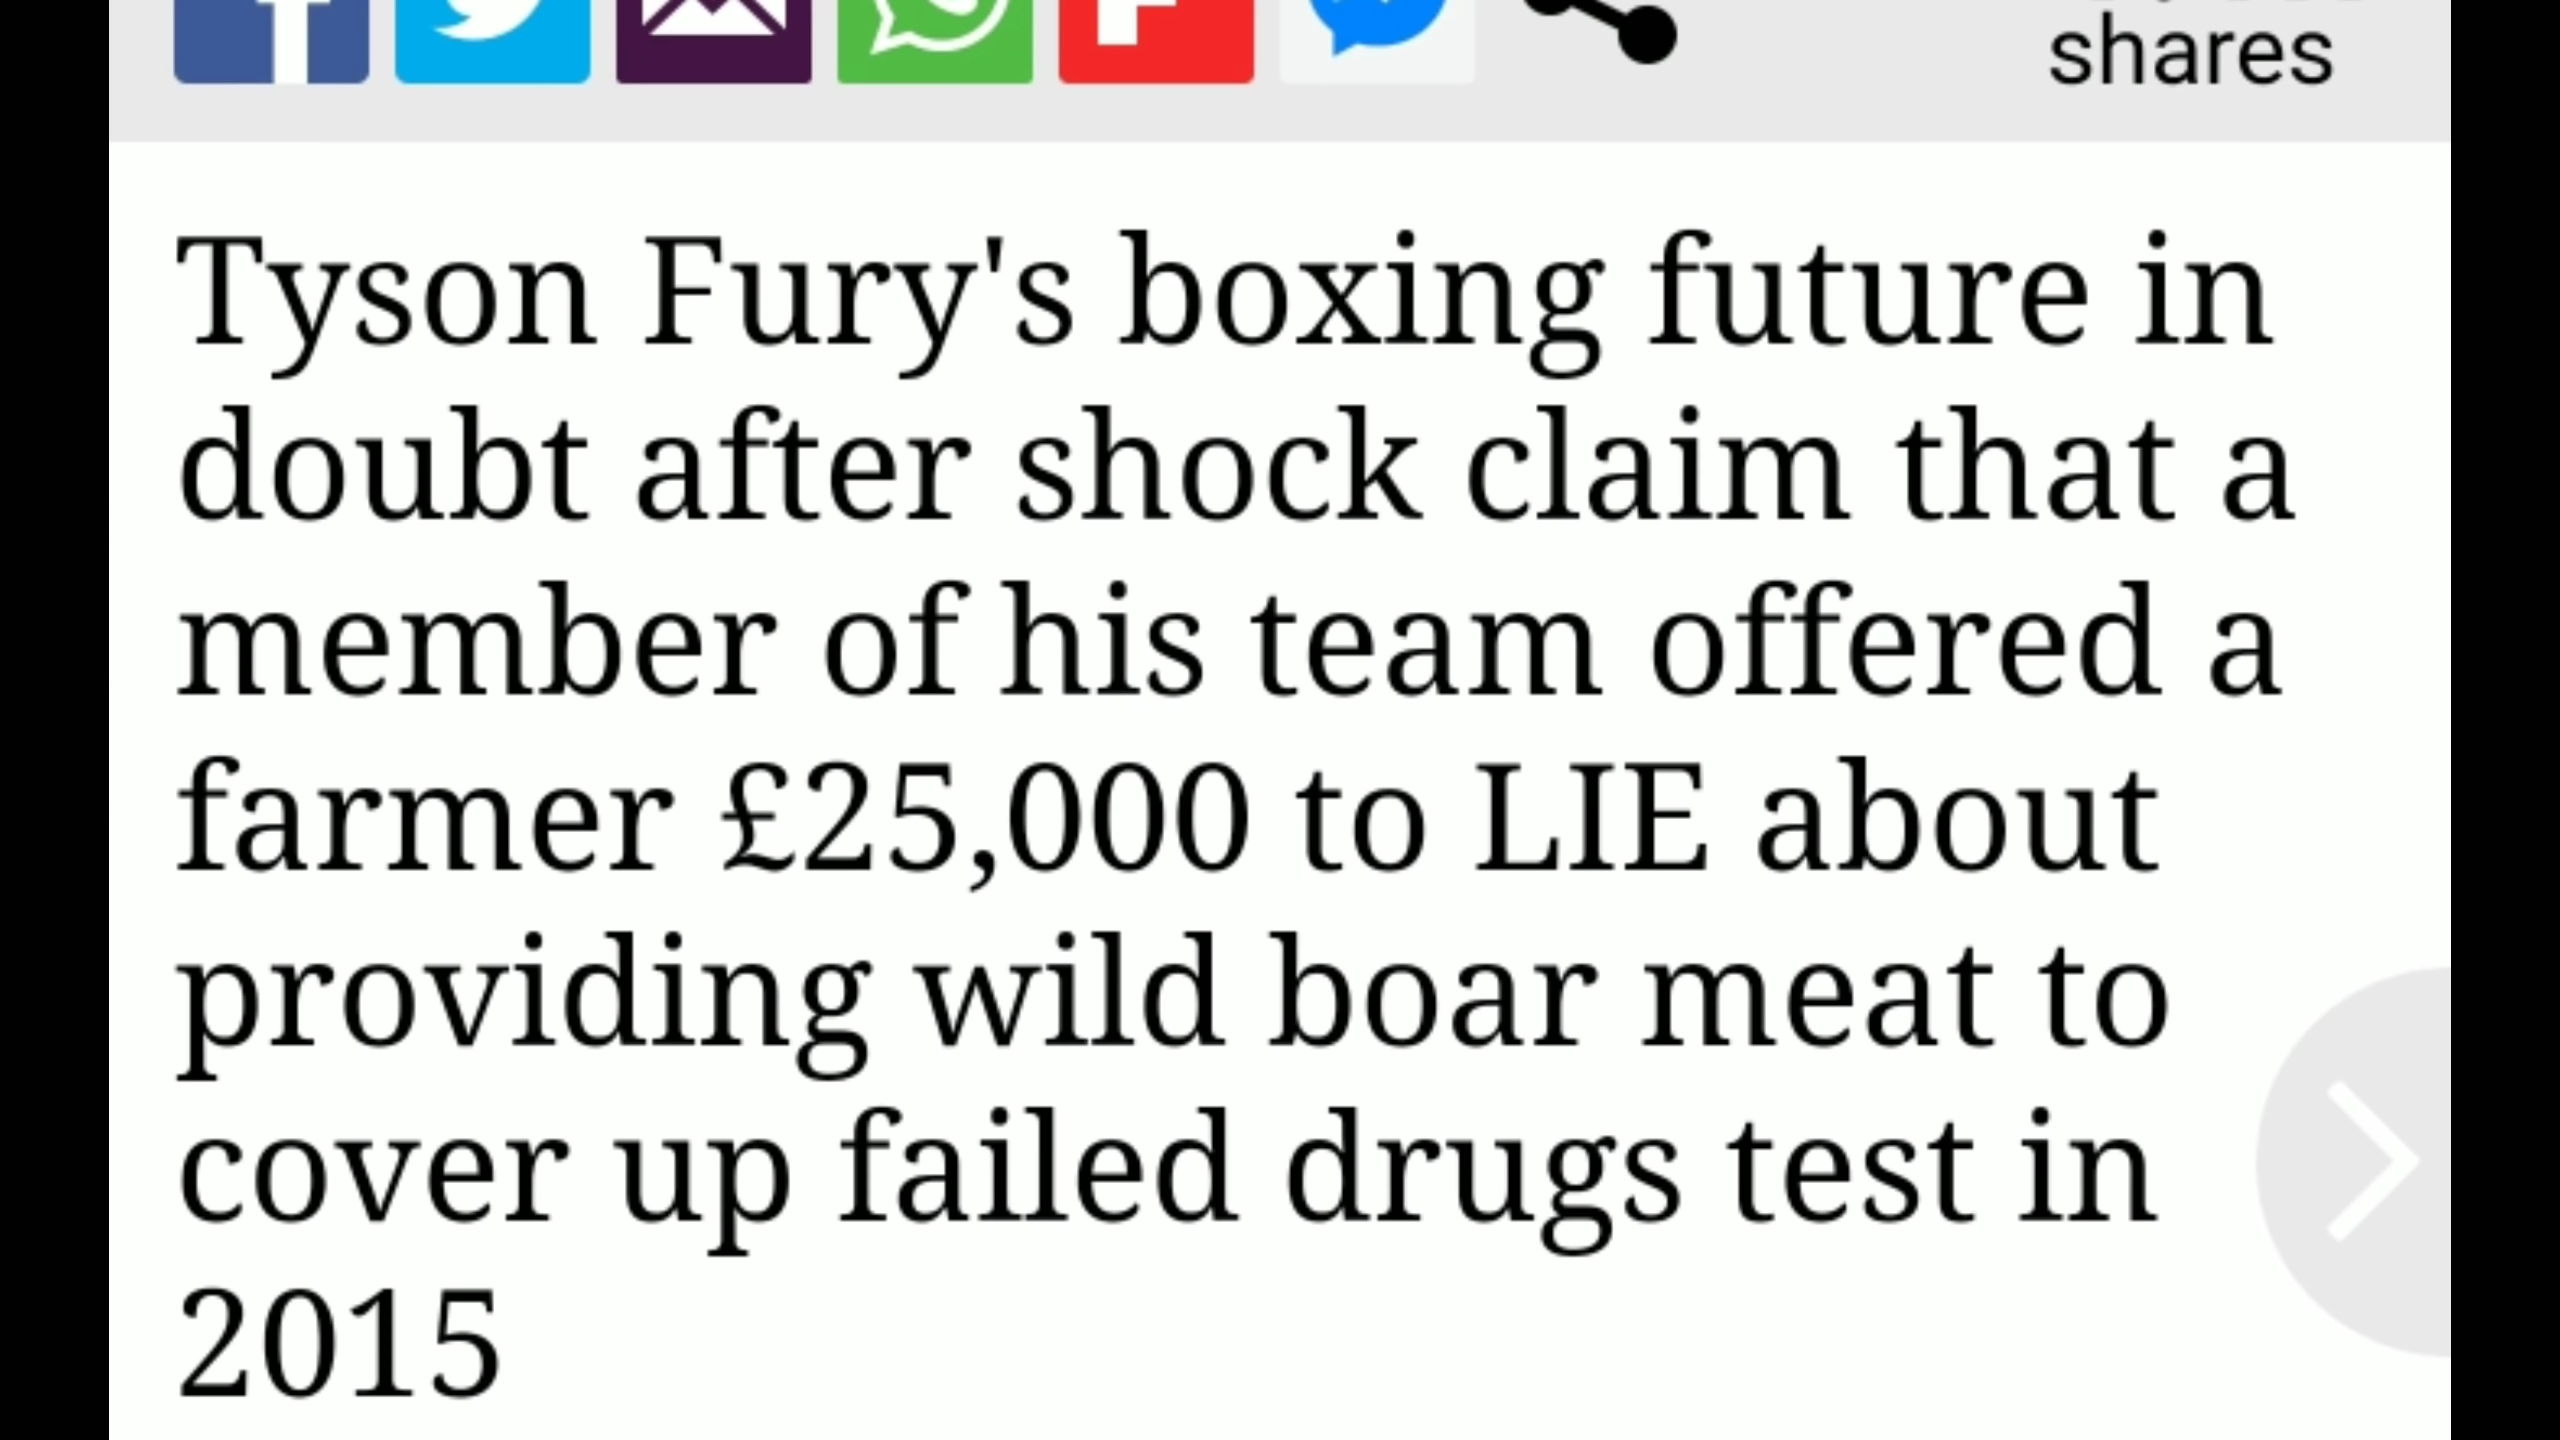 shares
Tyson Fury's boxing future in
doubt after shock claim that a
member of his team offered a
farmer £25,000 to LIE about
providing wild boar meat to
cover up failed drugs test in
2015